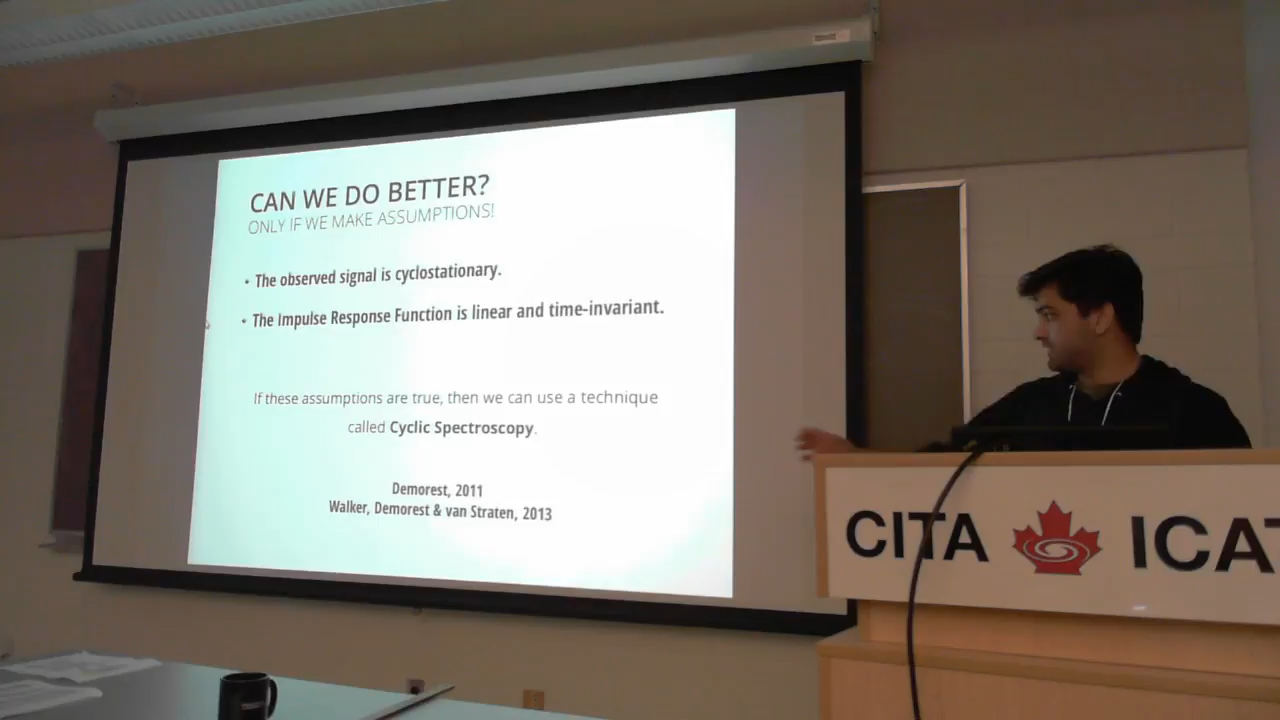 CAN WE DO BETTER?
ONLY IF WE MAKE ASSUMPTIONS!
• The observed signal is cyclostationary.
• The Impulse Response Function is linear and time-invariant.
If these assumptions are true, then we can use a technique
called Cyclic Spectroscopy.
Demorest, 2011
Walker, Demorest & van Straten, 2013
CITA ICAT